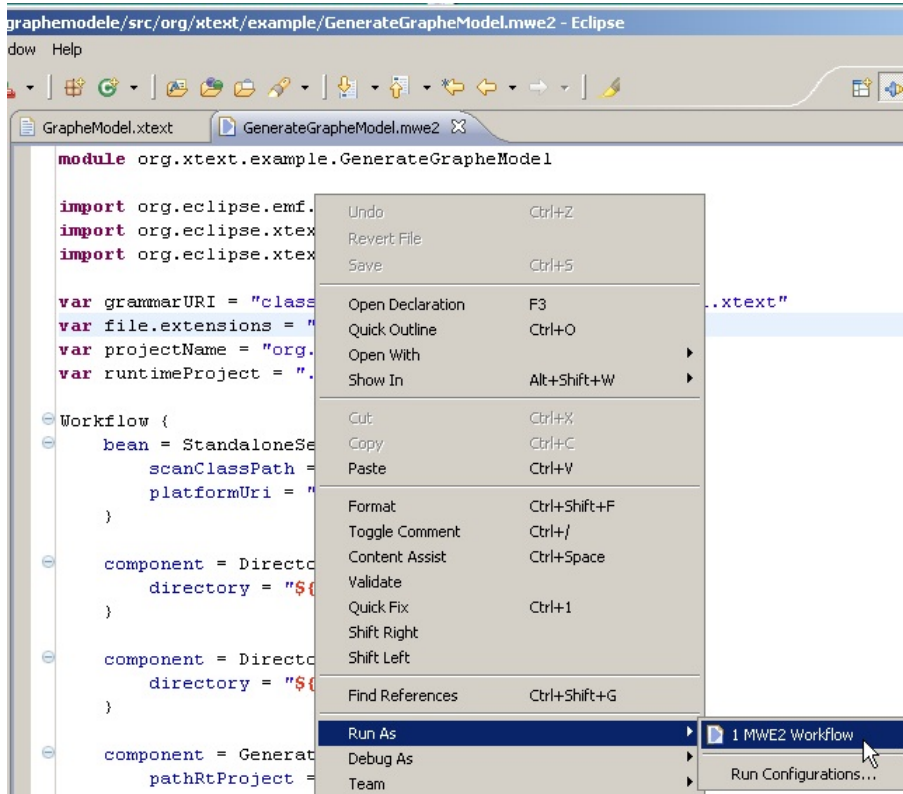 graphemodele/src/org/xtext/example/GenerateGrapheModel.mwe2 - Eclipse
dow Help
GrapheModel.xtext GenerateGrapheModel.mwe2
module org.xtext.example.GenerateGrapheModel
import org.eclipse.emf.
import org.eclipse.xtex
import org.eclipse.xtex
var grammarURI = "class .xtext"
var file.extensions = "
var projectName = "org.
var runtimeProject = ".
Workflow {
bean = StandaloneSe
scanClassPath =
platformUri = "
}
component = Directo
directory = "${
}
component = Directo
directory = "${
}
component = Generat
pathRtProject =
Undo Ctrl+Z
Revert File
Save Ctrl+S
Open Declaration F3
Quick Outline Ctrl+O
Open With
Show In Alt+Shift+W
Cut Ctrl+X
Copy Ctrl+C
Paste Ctrl+V
Format Ctrl+Shift+F
Toggle Comment Ctrl+/
Content Assist Ctrl+Space
Validate
Quick Fix Ctrl+1
Shift Right
Shift Left
Find References Ctrl+Shift+G
Run As
Debug As
Team
1 MWE2 Workflow
Run Configurations...